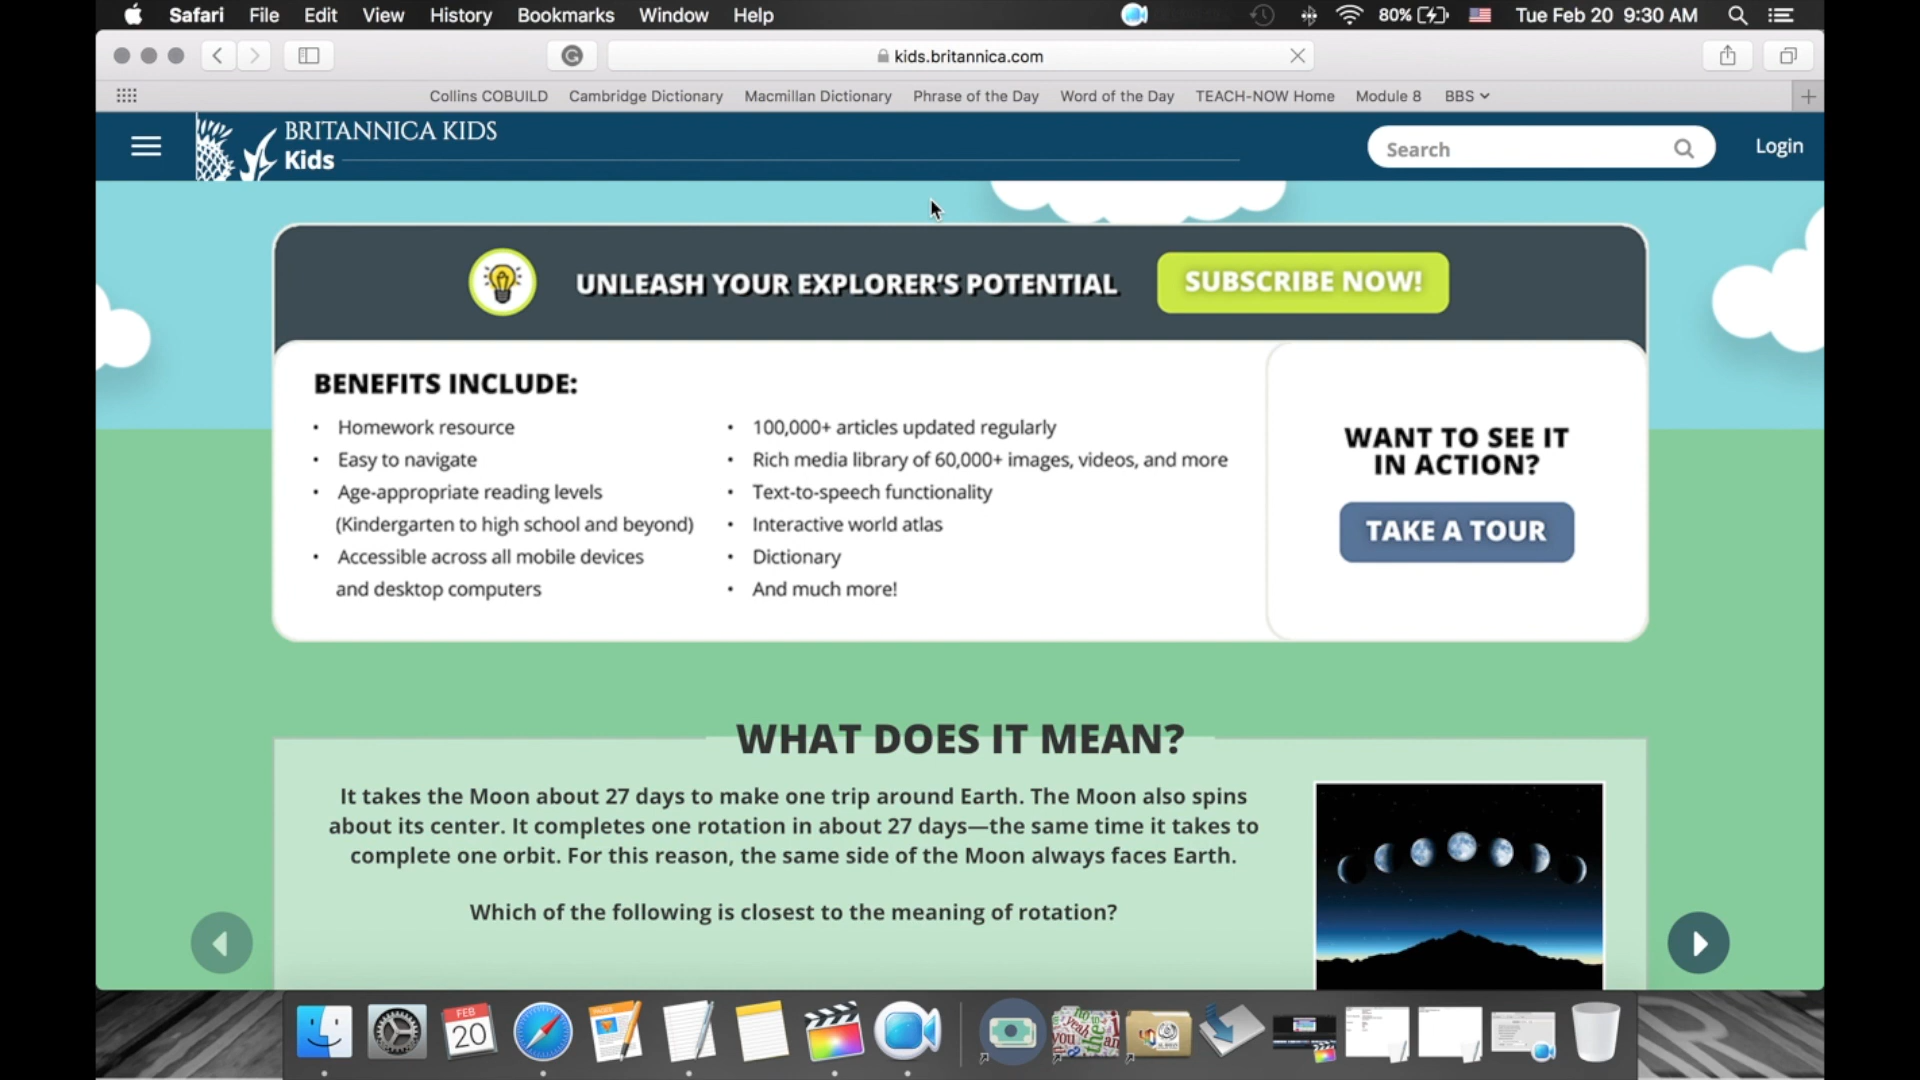 Safari File Edit View History Bookmarks Window Help 80% Tue Feb 20 9:30 AM
kids.britannica.com
Collins COBUILD Cambridge Dictionary Macmillan Dictionary Phrase of the Day Word of the Day TEACH-NOW Home Module 8 BBS
BRITANNICA KIDS
Kids
Search
Login
UNLEASH YOUR EXPLORER'S POTENTIAL
SUBSCRIBE NOW!
BENEFITS INCLUDE:
• Homework resource
• Easy to navigate
• Age-appropriate reading levels
(Kindergarten to high school and beyond)
• Accessible across all mobile devices
and desktop computers
• 100,000+ articles updated regularly
• Rich media library of 60,000+ images, videos, and more
• Text-to-speech functionality
• Interactive world atlas
• Dictionary
• And much more!
WANT TO SEE IT
IN ACTION?
TAKE A TOUR
WHAT DOES IT MEAN?
It takes the Moon about 27 days to make one trip around Earth. The Moon also spins
about its center. It completes one rotation in about 27 days—the same time it takes to
complete one orbit. For this reason, the same side of the Moon always faces Earth.
Which of the following is closest to the meaning of rotation?
FEB
20
PAGES
yeah
you